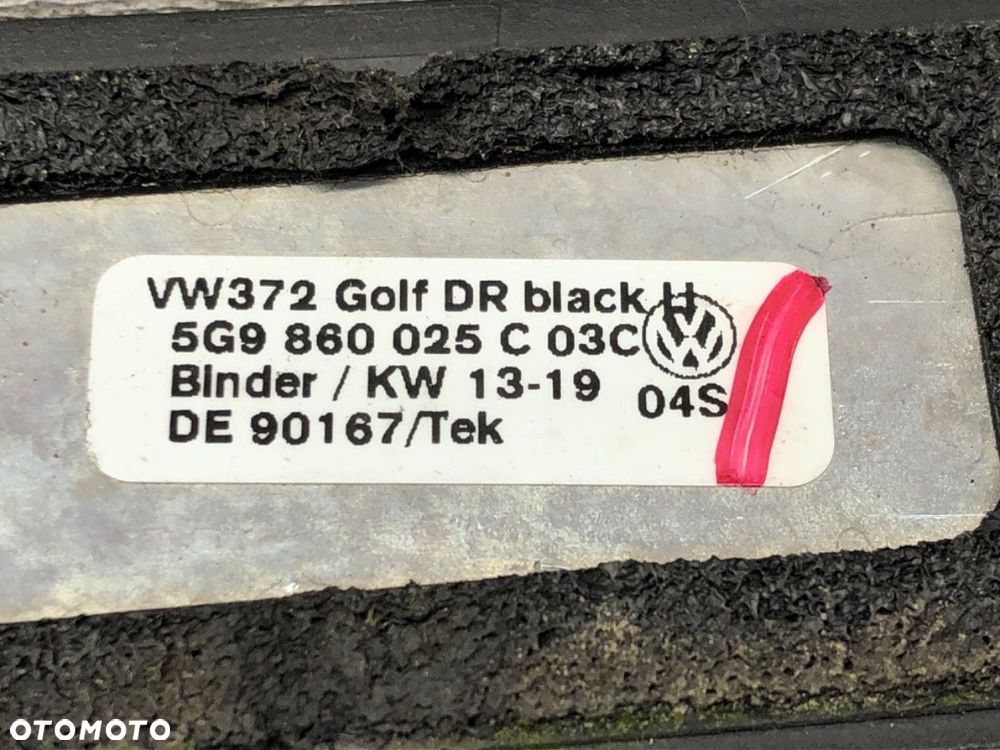 VW372 Golf DR black H
5G9 860 025 C 03C
Binder / KW 13-19
04S
DE 90167/Tek
OTOMOTO